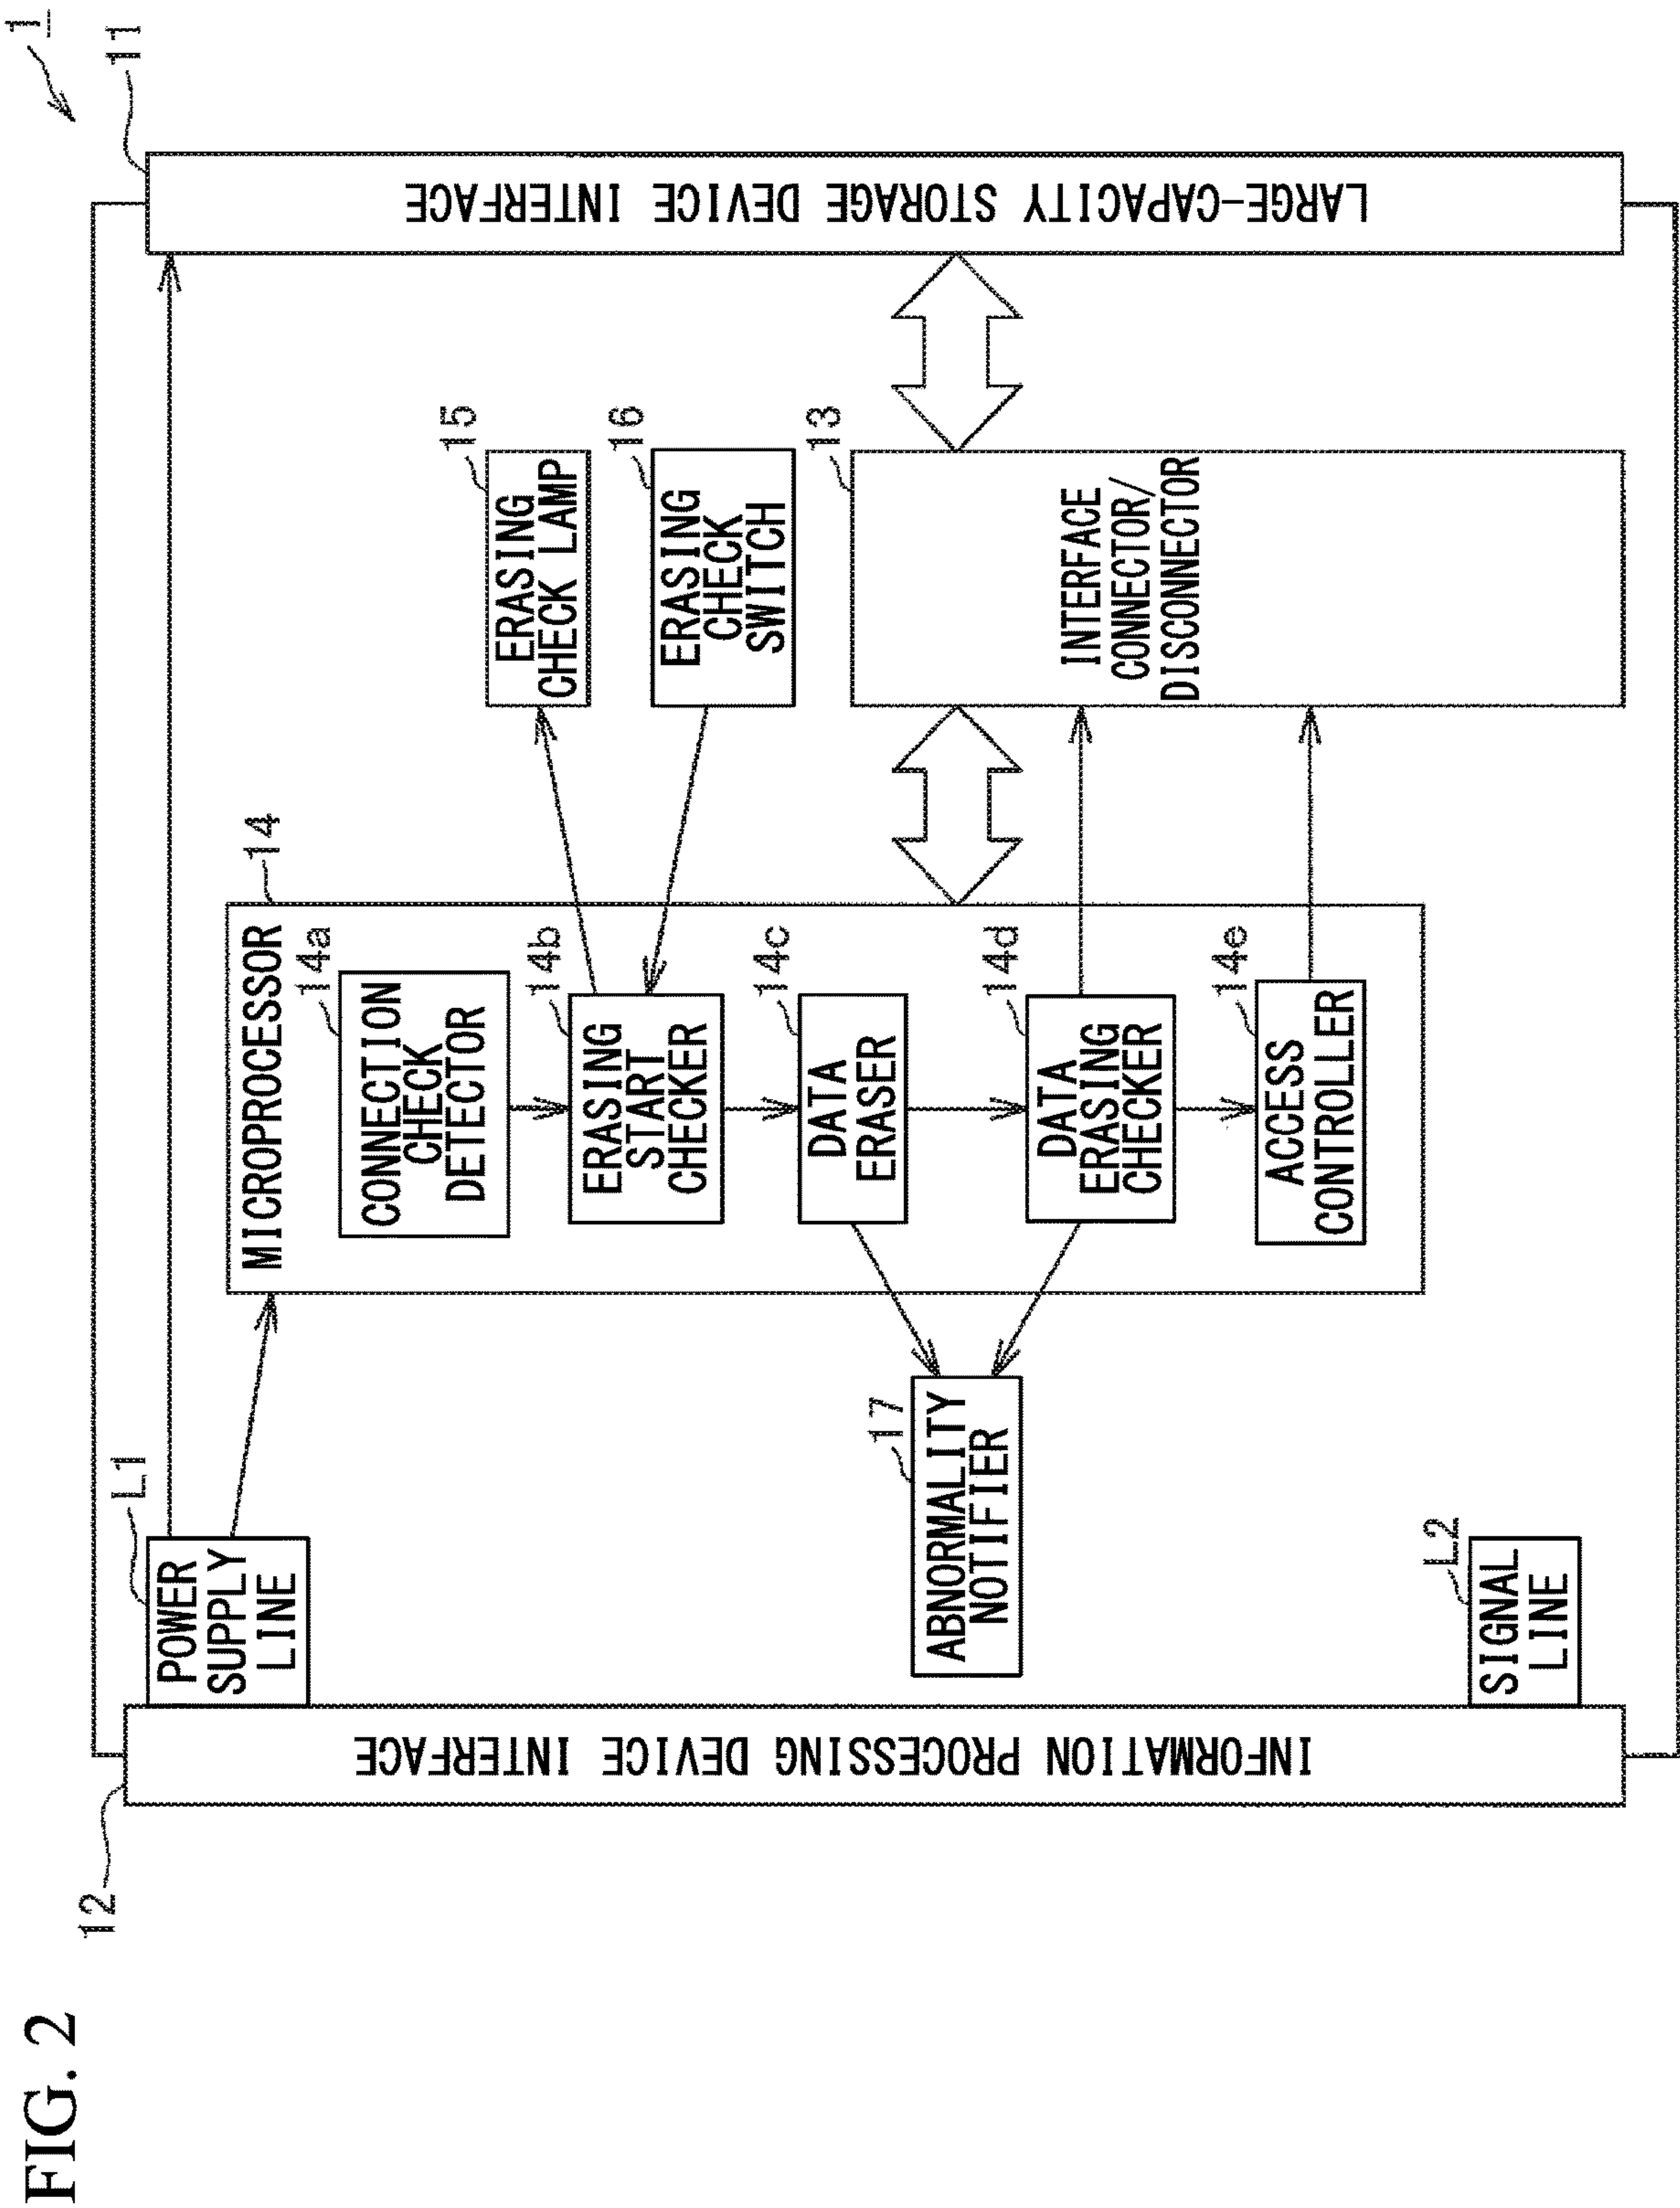 FIG. 2
1
12
INFORMATION PROCESSING DEVICE INTERFACE
L1
POWER
SUPPLY
LINE
L2
SIGNAL
LINE
17
ABNORMALITY
NOTIFIER
14
MICROPROCESSOR
14a
CONNECTION
CHECK
DETECTOR
14b
ERASING
START
CHECKER
14c
DATA
ERASER
14d
DATA
ERASING
CHECKER
14e
ACCESS
CONTROLLER
15
ERASING
CHECK LAMP
16
ERASING
CHECK
SWITCH
13
INTERFACE
CONNECTOR/
DISCONNECTOR
11
LARGE-CAPACITY STORAGE DEVICE INTERFACE